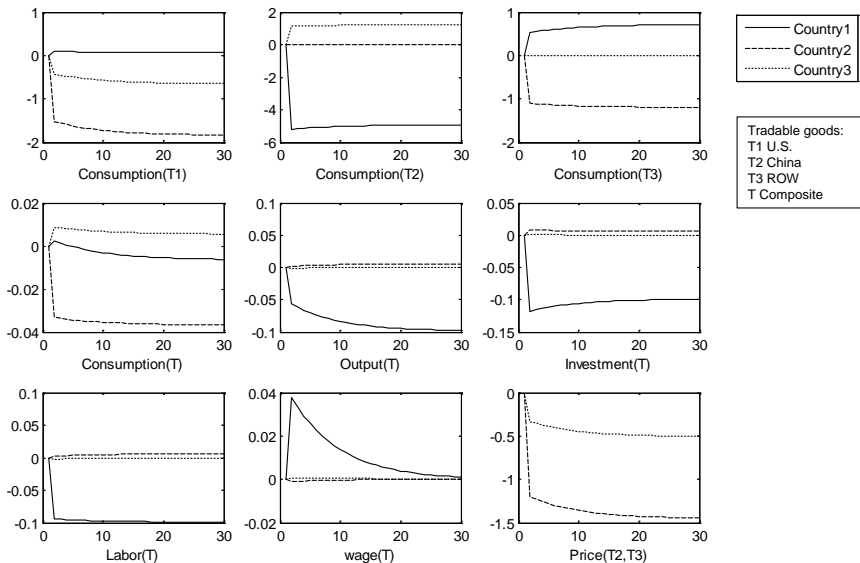 1
0
-1
-2
0 10 20 30
Consumption(T1)
2
0
-2
-4
-6
0 10 20 30
Consumption(T2)
1
0
-1
-2
0 10 20 30
Consumption(T3)
Country1
Country2
Country3
Tradable goods:
T1 U.S.
T2 China
T3 ROW
T Composite
0.02
0
-0.02
-0.04
0 10 20 30
Consumption(T)
0.1
0.05
0
-0.05
-0.1
0 10 20 30
Output(T)
0.05
0
-0.05
-0.1
-0.15
0 10 20 30
Investment(T)
0.1
0.05
0
-0.05
-0.1
0 10 20 30
Labor(T)
0.04
0.02
0
-0.02
0 10 20 30
wage(T)
0
-0.5
-1
-1.5
0 10 20 30
Price(T2,T3)